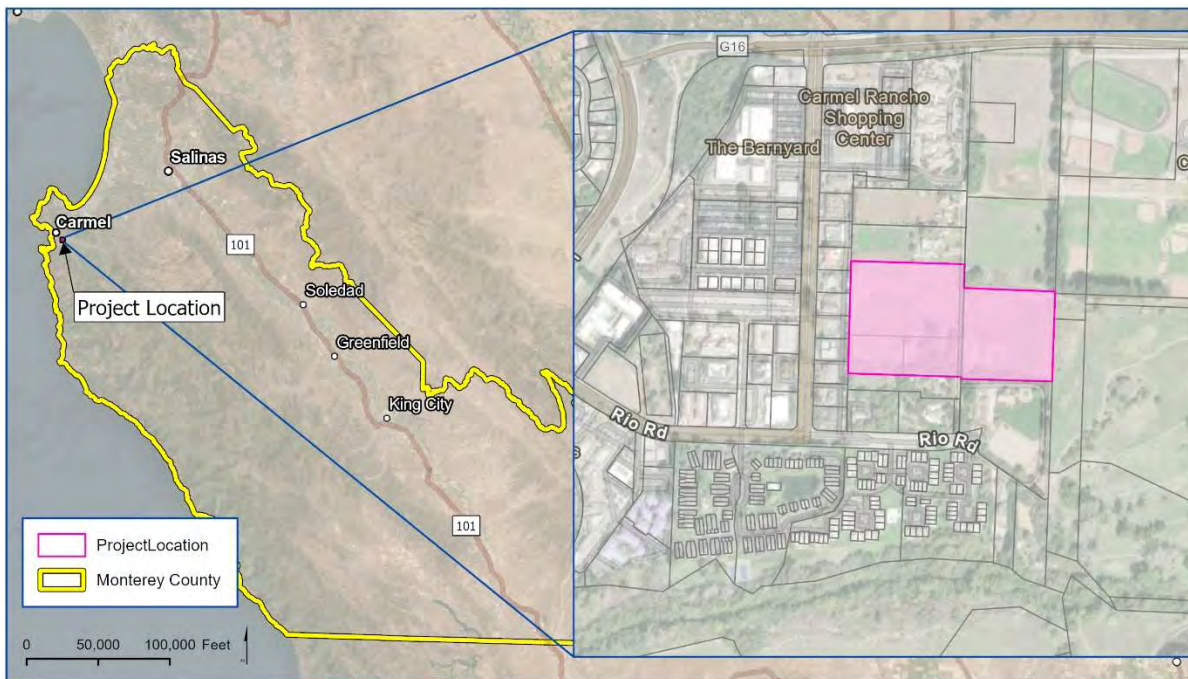 Salinas
Carmel
101
Project Location
Soledad
Greenfield
King City
101
ProjectLocation
Monterey County
0 50,000 100,000 Feet
G16
Carmel Rancho
Shopping
Center
The Barnyard
C
Rio Rd
Rio Rd
s